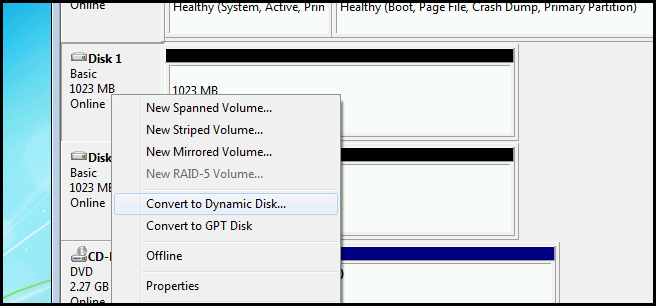 Healthy (System, Active, Prin
Healthy (Boot, Page File, Crash Dump, Primary Partition)
Disk 1
Basic
1023 MB
Online
1023 MB
New Spanned Volume...
New Striped Volume...
New Mirrored Volume...
New RAID-5 Volume...
Convert to Dynamic Disk...
Convert to GPT Disk
Offline
Properties
Disk
Basic
1023 MB
Online
CD-
DVD
2.27 GB
Online